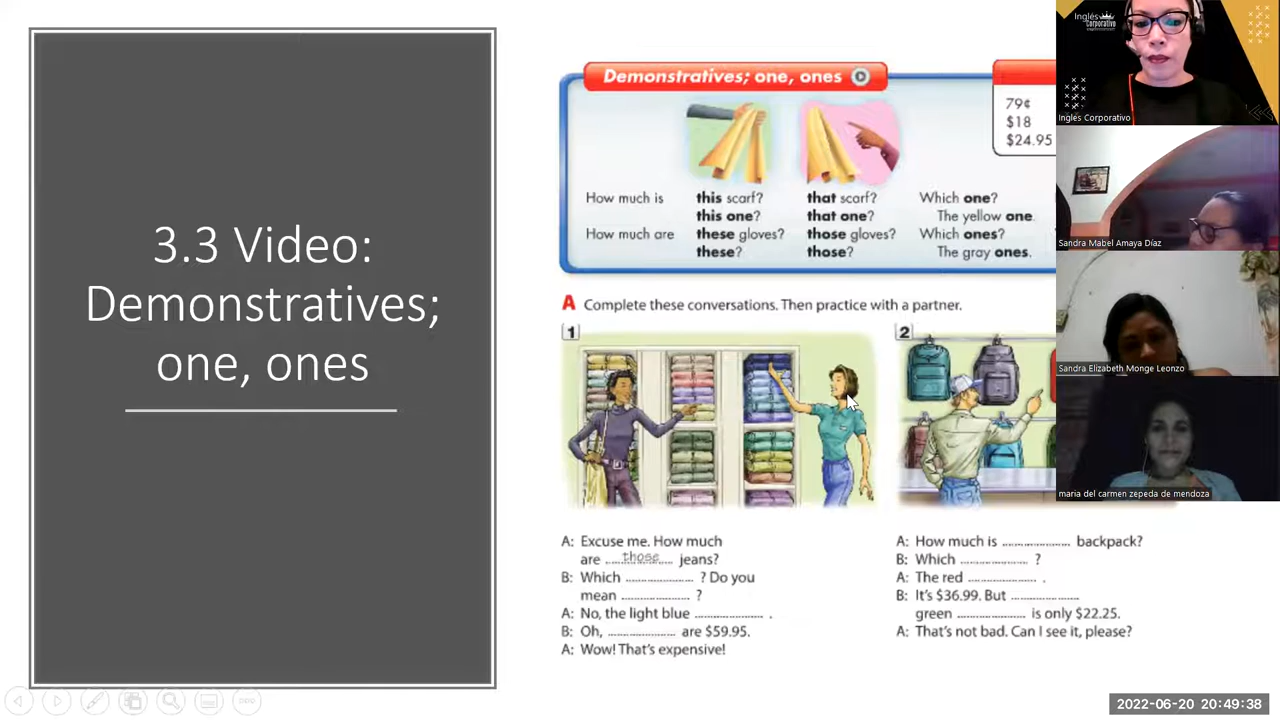 3.3 Video:
Demonstratives;
one, ones
Demonstratives; one, ones
79¢
$18
$24.95
How much is this scarf? that scarf? Which one?
this one? that one? The yellow one.
How much are these gloves? those gloves? Which ones?
these? those? The gray ones.
A Complete these conversations. Then practice with a partner.
1
A: Excuse me. How much
are ...those... jeans?
B: Which .................. ? Do you
mean .................. ?
A: No, the light blue .................. .
B: Oh, .................. are $59.95.
A: Wow! That's expensive!
2
A: How much is .................. backpack?
B: Which .................. ?
A: The red .................. .
B: It's $36.99. But ..................
green .................. is only $22.25.
A: That's not bad. Can I see it, please?
Inglés
Corporativo
Inglés Corporativo
Sandra Mabel Amaya Díaz
Sandra Elizabeth Monge Leonzo
maria del carmen zepeda de mendoza
2022-06-20 20:49:38